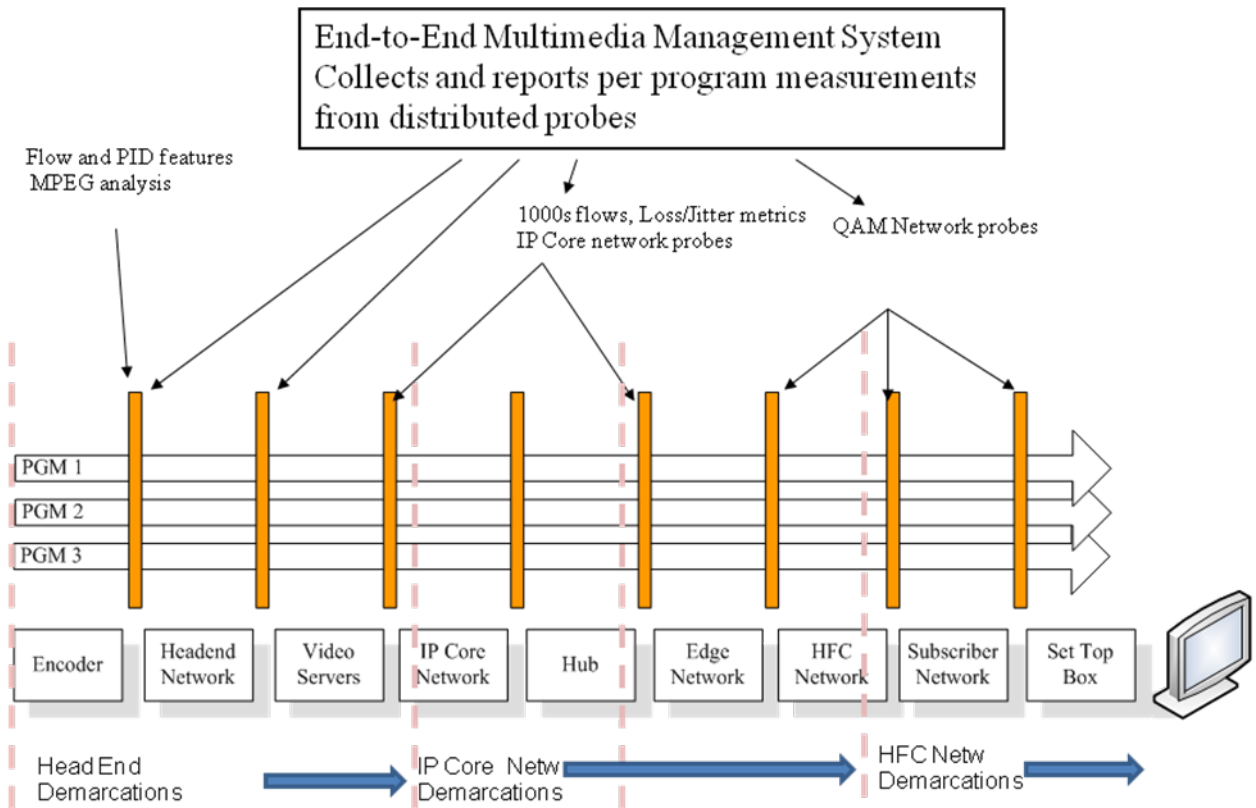 End-to-End Multimedia Management System
Collects and reports per program measurements
from distributed probes
Flow and PID features
MPEG analysis
1000s flows, Loss/Jitter metrics
IP Core network probes
QAM Network probes
PGM 1
PGM 2
PGM 3
Encoder
Headend
Network
Video
Servers
IP Core
Network
Hub
Edge
Network
HFC
Network
Subscriber
Network
Set Top
Box
Head End
Demarcations
IP Core Netw
Demarcations
HFC Netw
Demarcations